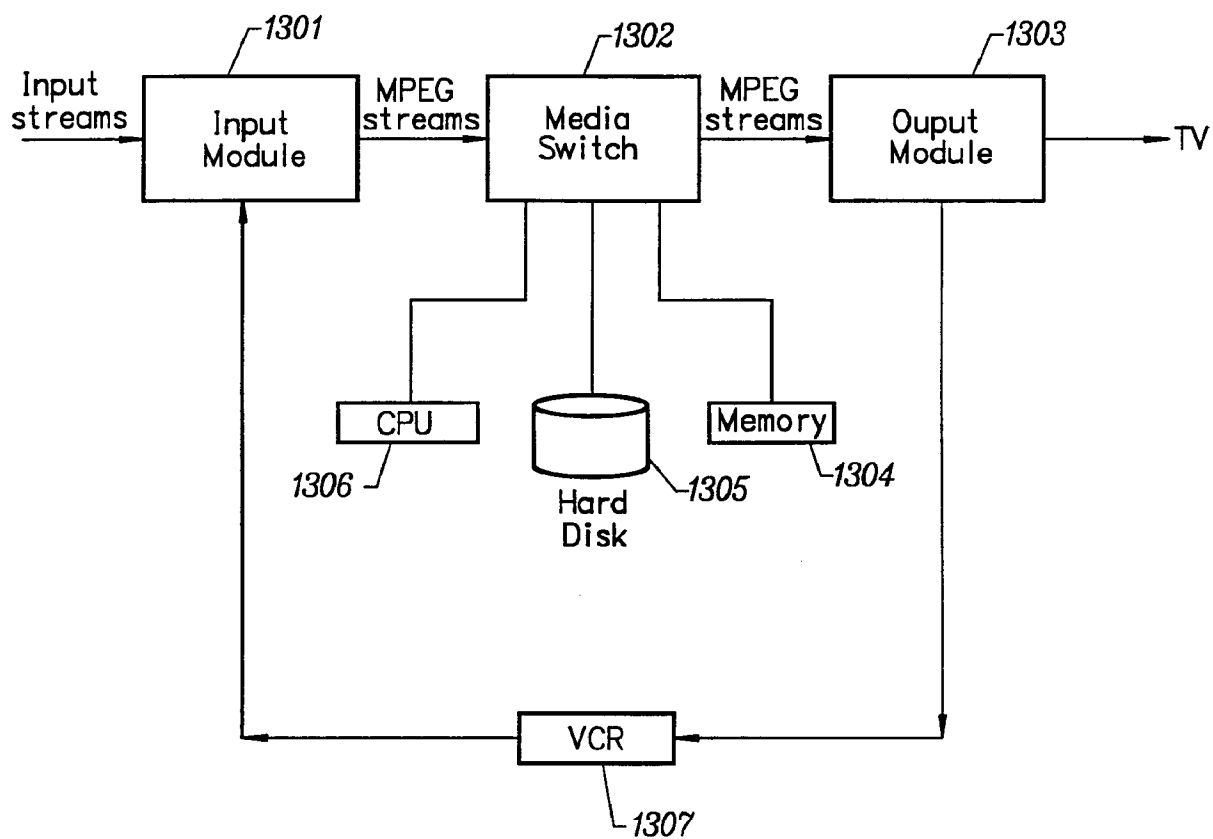 1301
1302
1303
Input
streams
Input
Module
MPEG
streams
Media
Switch
MPEG
streams
Ouput
Module
TV
CPU
Memory
1306
1305
1304
Hard
Disk
VCR
1307